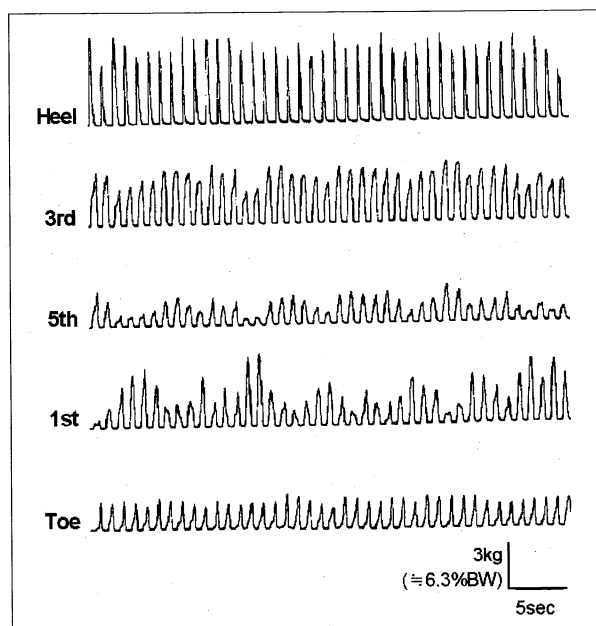 Heel
3rd
5th
1st
Toe
3kg
(≒6.3%BW)
5sec